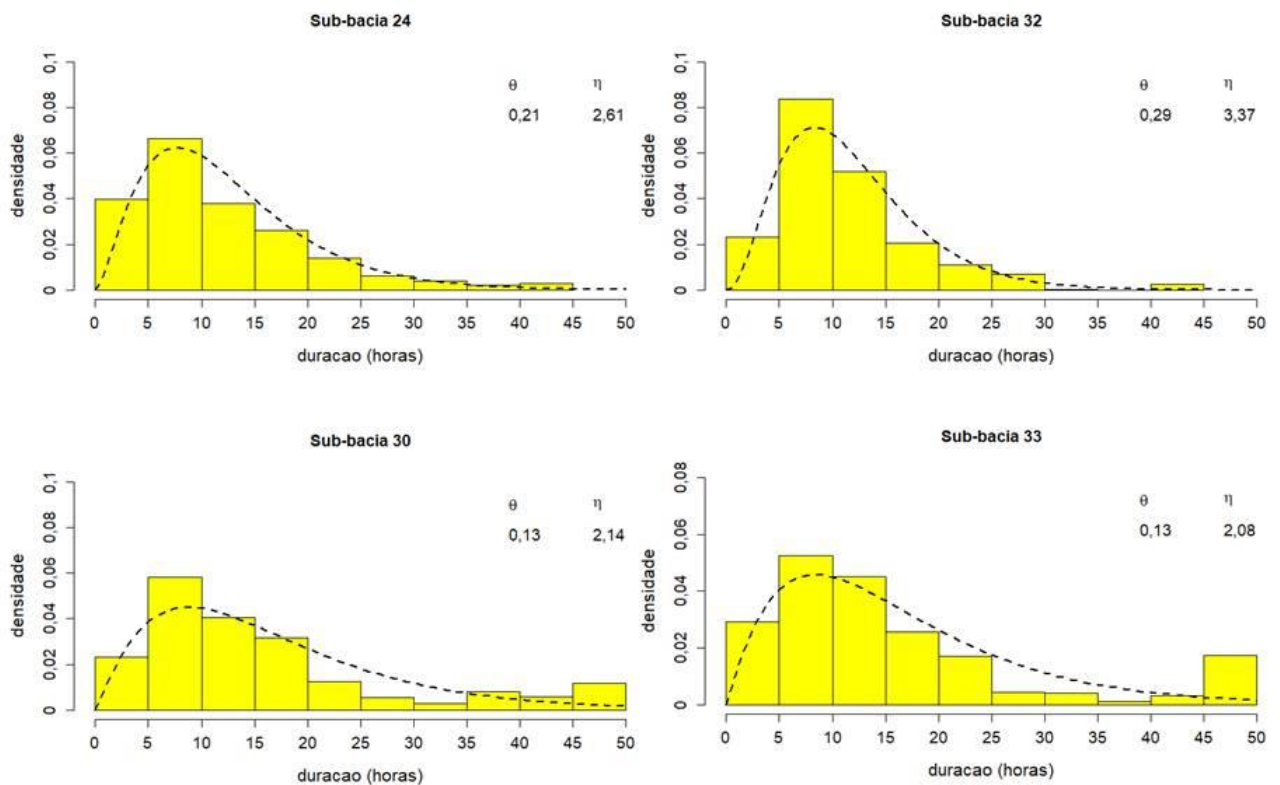 Sub-bacia 24
θ η
0,21 2,61
densidade
0,1
0,08
0,06
0,04
0,02
0
0 5 10 15 20 25 30 35 40 45 50
duracao (horas)
Sub-bacia 32
θ η
0,29 3,37
densidade
0,1
0,08
0,06
0,04
0,02
0
0 5 10 15 20 25 30 35 40 45 50
duracao (horas)
Sub-bacia 30
θ η
0,13 2,14
densidade
0,1
0,08
0,06
0,04
0,02
0
0 5 10 15 20 25 30 35 40 45 50
duracao (horas)
Sub-bacia 33
θ η
0,13 2,08
densidade
0,08
0,06
0,04
0,02
0
0 5 10 15 20 25 30 35 40 45 50
duracao (horas)